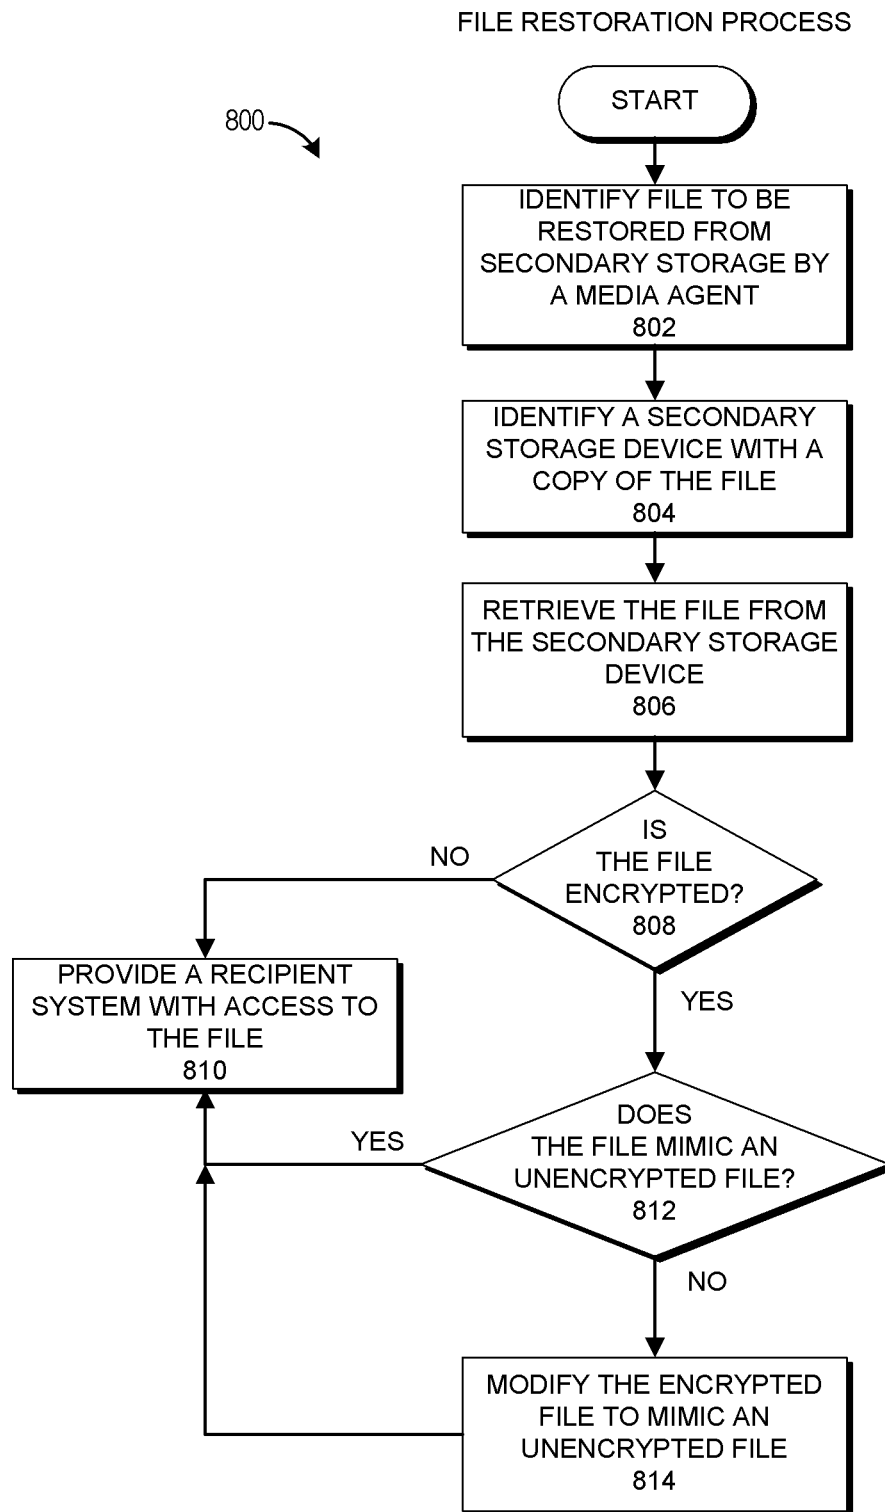 FILE RESTORATION PROCESS
START
800
IDENTIFY FILE TO BE
RESTORED FROM
SECONDARY STORAGE BY
A MEDIA AGENT
802
IDENTIFY A SECONDARY
STORAGE DEVICE WITH A
COPY OF THE FILE
804
RETRIEVE THE FILE FROM
THE SECONDARY STORAGE
DEVICE
806
IS
THE FILE
ENCRYPTED?
808
NO
YES
PROVIDE A RECIPIENT
SYSTEM WITH ACCESS TO
THE FILE
810
DOES
THE FILE MIMIC AN
UNENCRYPTED FILE?
812
YES
NO
MODIFY THE ENCRYPTED
FILE TO MIMIC AN
UNENCRYPTED FILE
814